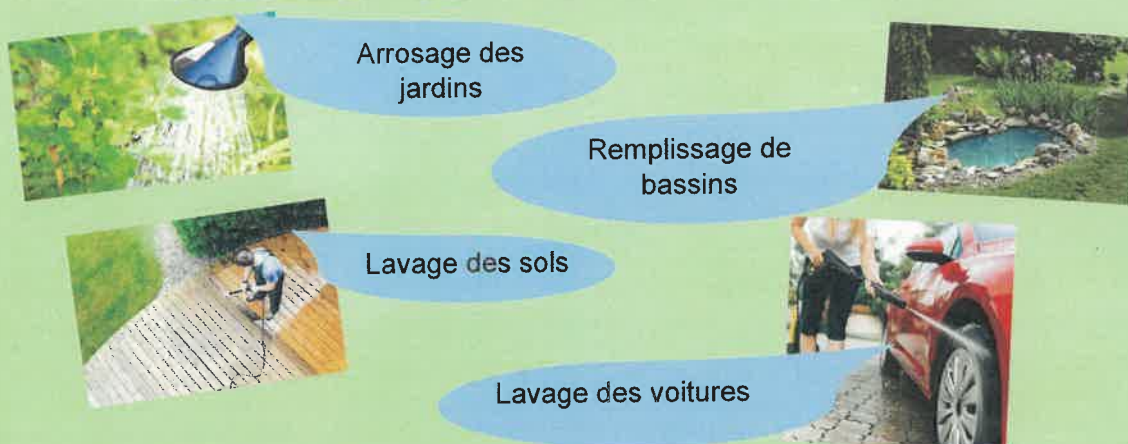 Arrosage des
jardins
Remplissage de
bassins
Lavage des sols
Lavage des voitures